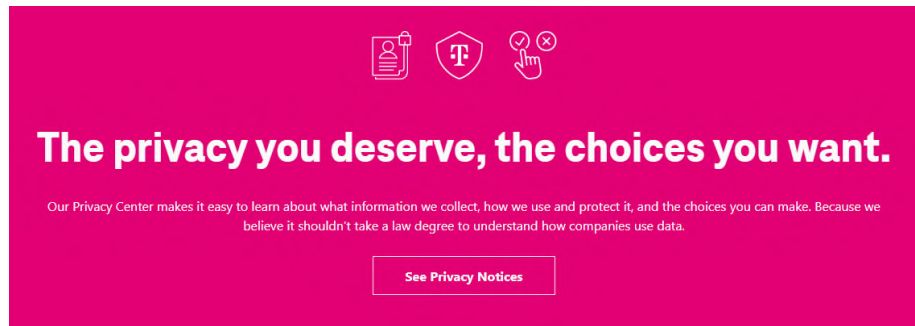 T
The privacy you deserve, the choices you want.
Our Privacy Center makes it easy to learn about what information we collect, how we use and protect it, and the choices you can make. Because we
believe it shouldn't take a law degree to understand how companies use data.
See Privacy Notices